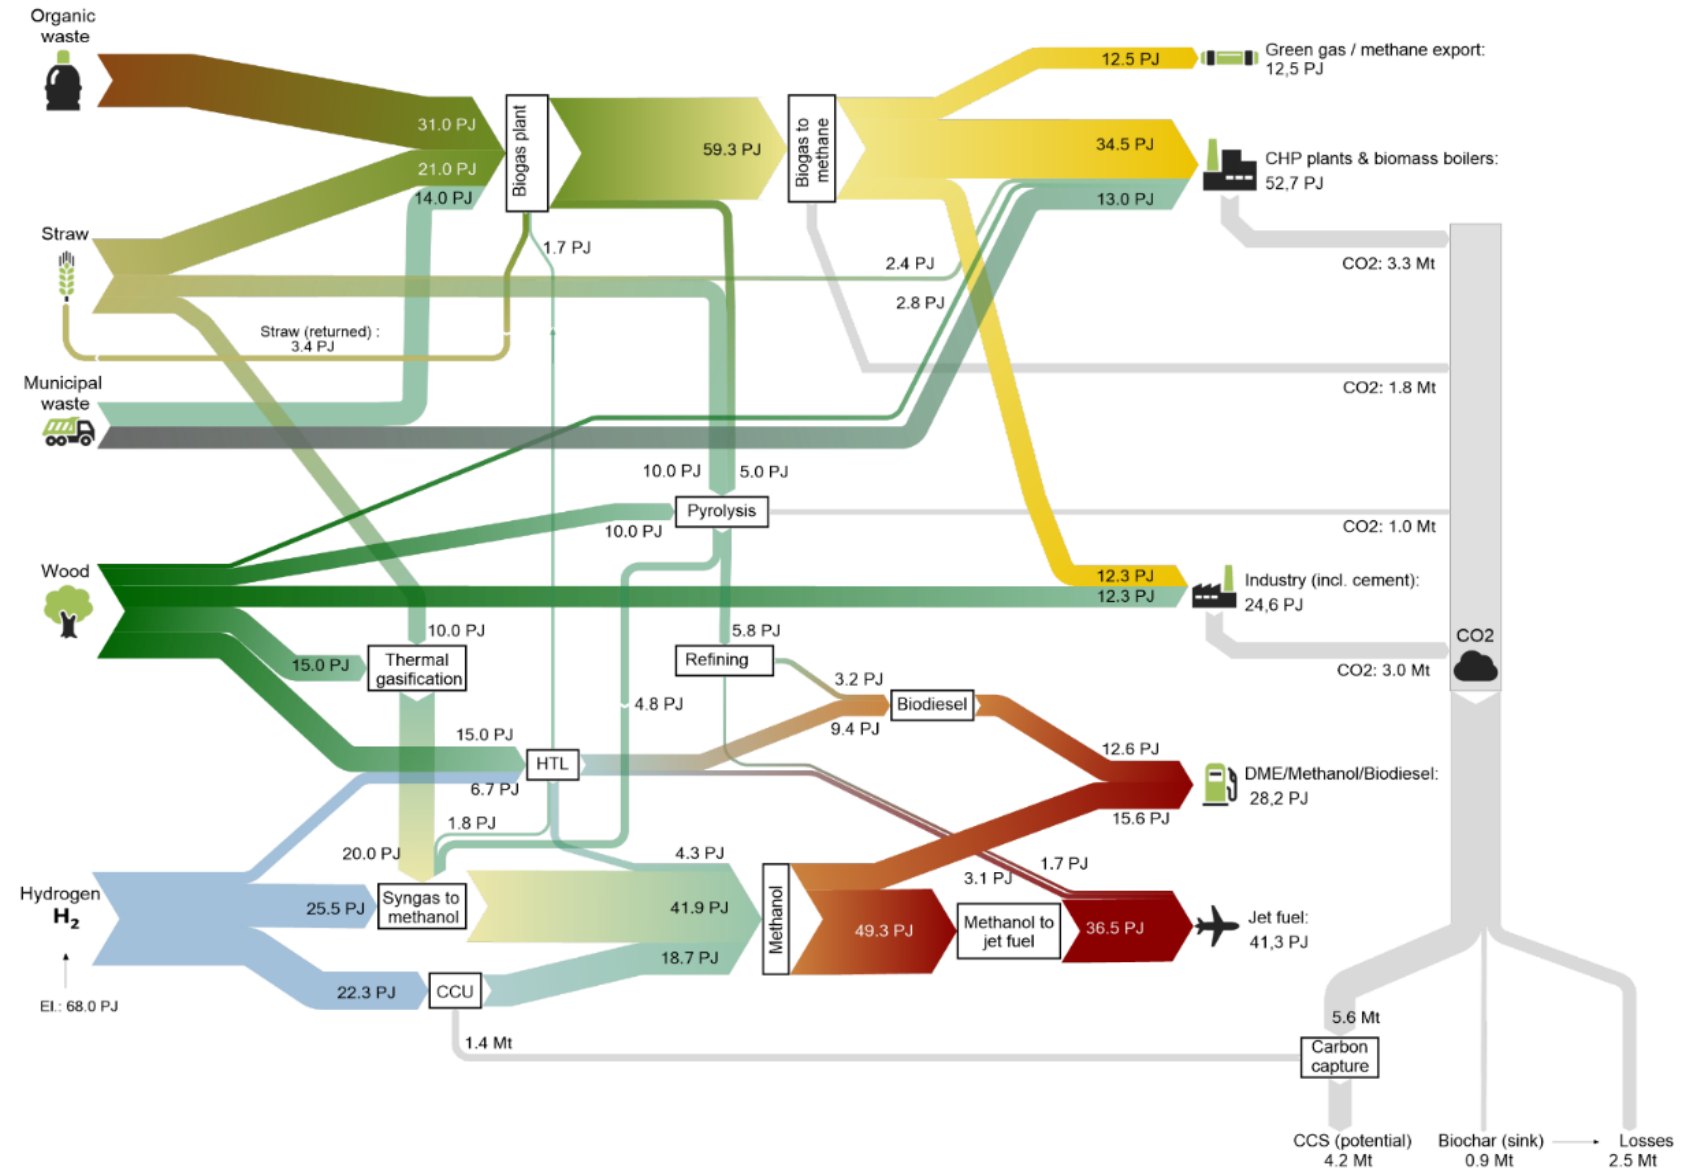 Organic
waste
31.0 PJ
21.0 PJ
14.0 PJ
Biogas plant
59.3 PJ
Biogas to
methane
12.5 PJ
Green gas / methane export:
12,5 PJ
34.5 PJ
CHP plants & biomass boilers:
52,7 PJ
13.0 PJ
Straw
1.7 PJ
2.4 PJ
2.8 PJ
CO2: 3.3 Mt
Straw (returned) :
3.4 PJ
Municipal
waste
CO2: 1.8 Mt
10.0 PJ
5.0 PJ
Pyrolysis
10.0 PJ
CO2: 1.0 Mt
Wood
12.3 PJ
12.3 PJ
Industry (incl. cement):
24,6 PJ
10.0 PJ
5.8 PJ
15.0 PJ
Thermal
gasification
Refining
CO2
CO2: 3.0 Mt
3.2 PJ
4.8 PJ
Biodiesel
9.4 PJ
15.0 PJ
HTL
6.7 PJ
12.6 PJ
DME/Methanol/Biodiesel:
28,2 PJ
15.6 PJ
1.8 PJ
20.0 PJ
4.3 PJ
1.7 PJ
3.1 PJ
Hydrogen
H2
25.5 PJ
Syngas to
methanol
41.9 PJ
Methanol
49.3 PJ
Methanol to
jet fuel
36.5 PJ
Jet fuel:
41,3 PJ
18.7 PJ
El.: 68.0 PJ
22.3 PJ
CCU
1.4 Mt
5.6 Mt
Carbon
capture
CCS (potential)
4.2 Mt
Biochar (sink)
0.9 Mt
Losses
2.5 Mt